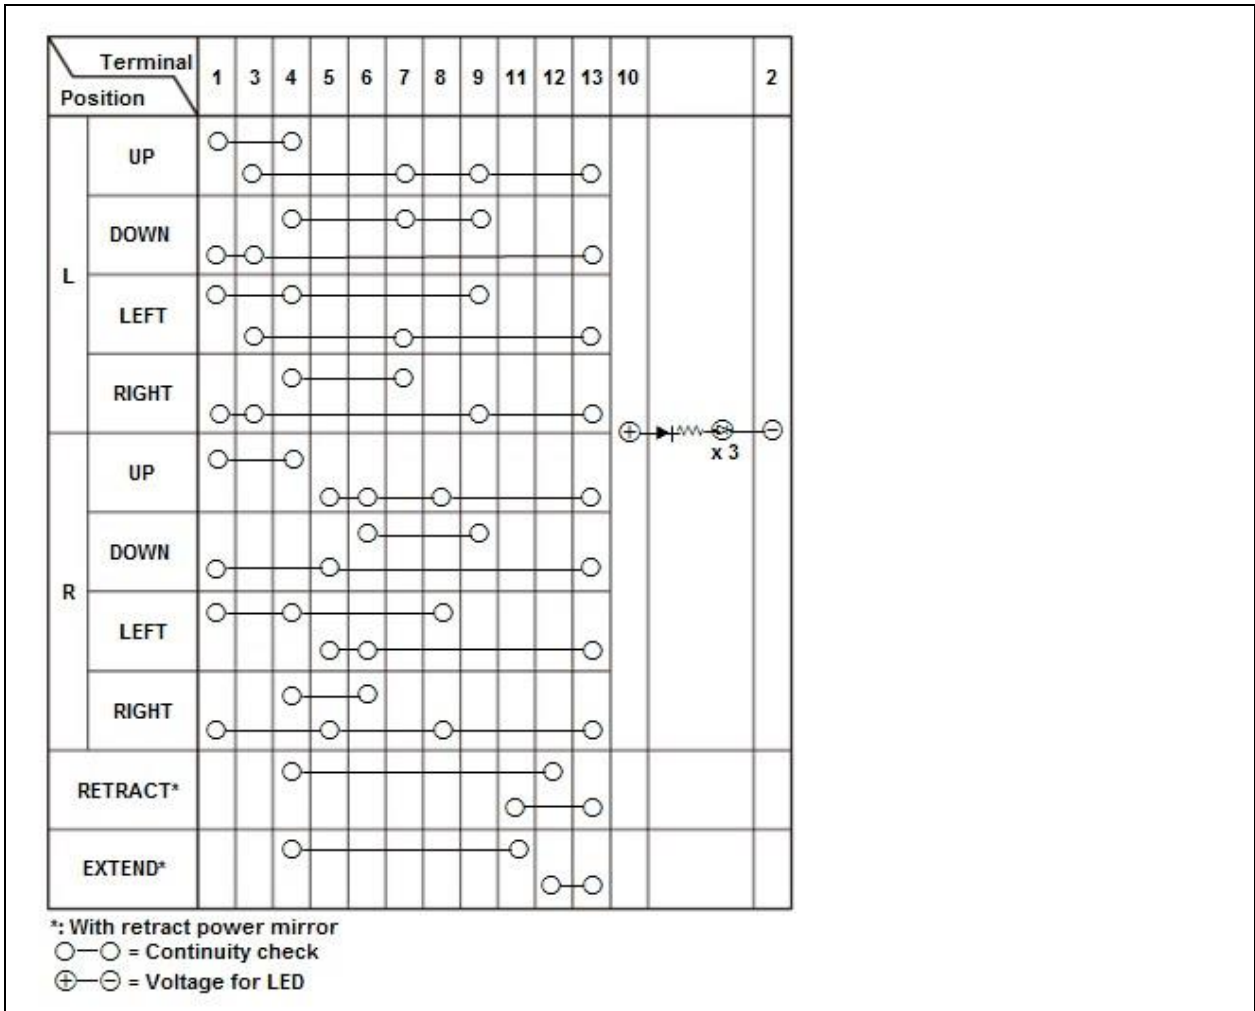 Terminal
Position
1 3 4 5 6 7 8 9 11 12 13 10 2
L
UP
DOWN
LEFT
RIGHT
R
UP
DOWN
LEFT
RIGHT
x 3
RETRACT*
EXTEND*
*: With retract power mirror
= Continuity check
= Voltage for LED